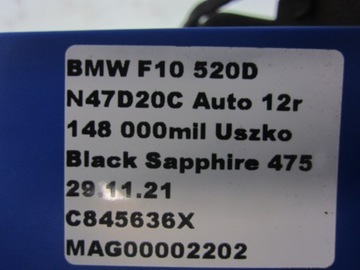 BMW F10 520D
N47D20C Auto 12r
148 000mil Uszko
Black Sapphire 475
29.11.21
C845636X
MAG00002202